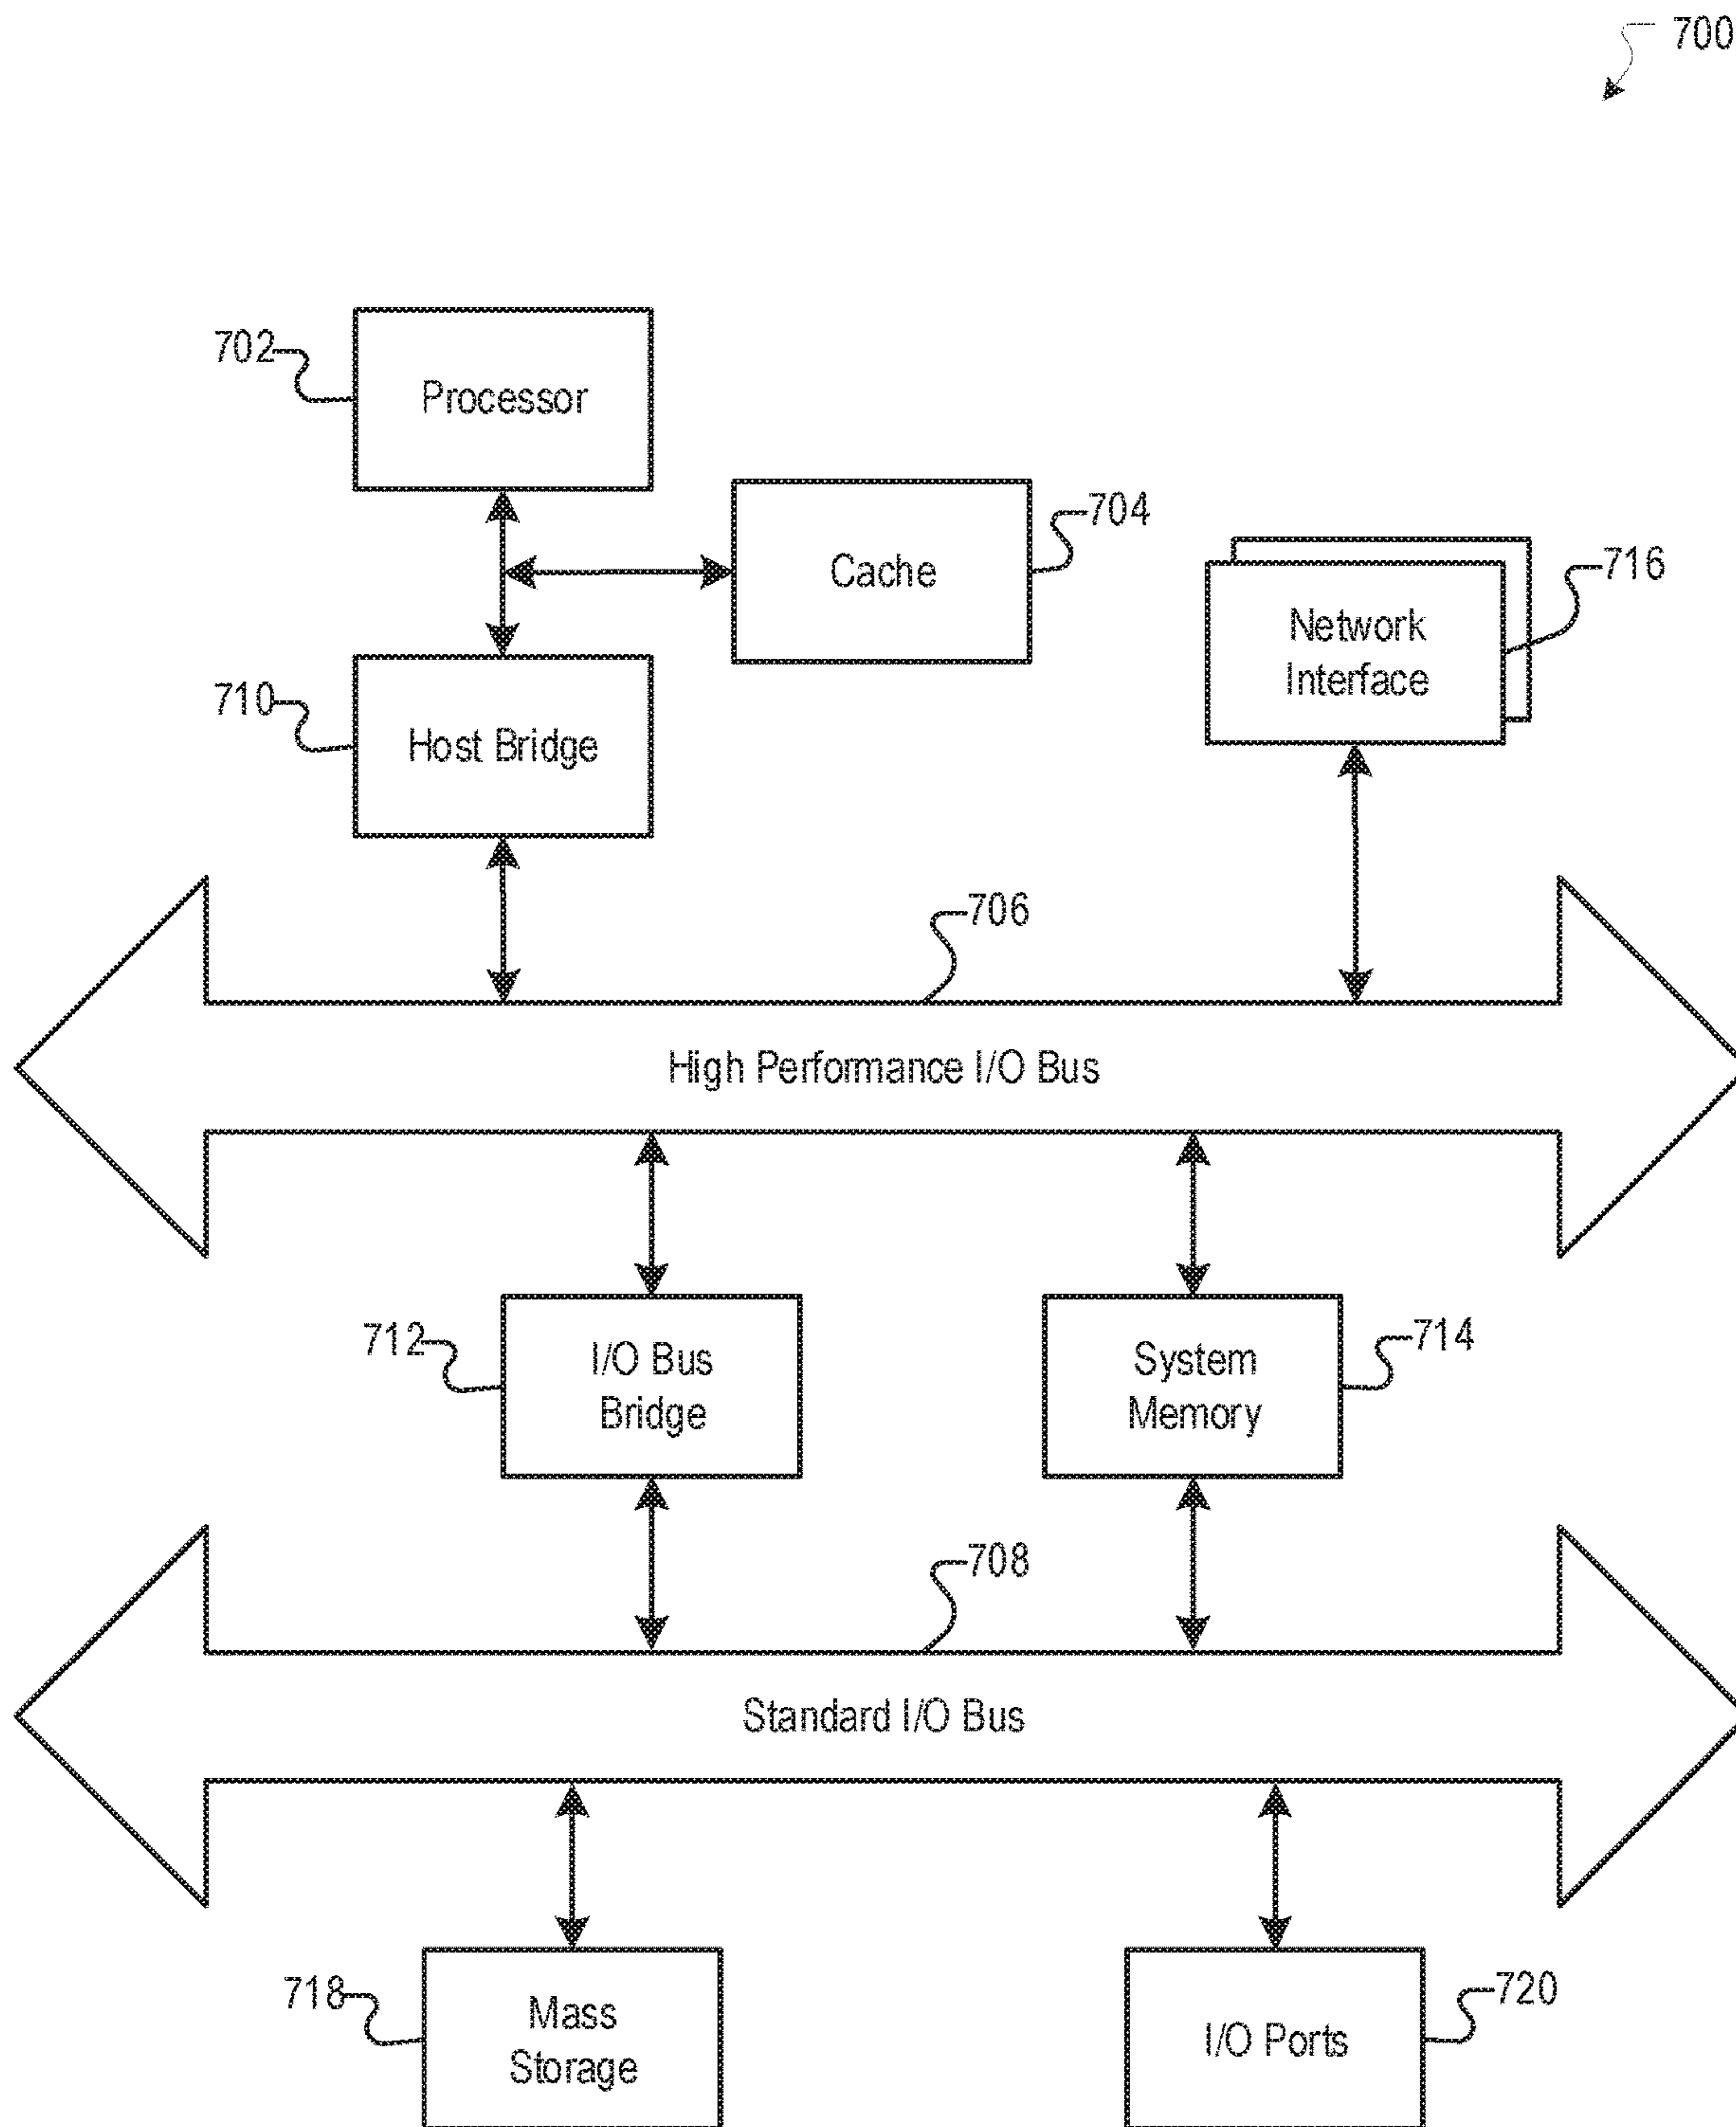 700
702
Processor
704
Cache
716
Network
Interface
710
Host Bridge
706
High Performance I/O Bus
712
I/O Bus
Bridge
System
Memory
714
708
Standard I/O Bus
718
Mass
Storage
I/O Ports
720